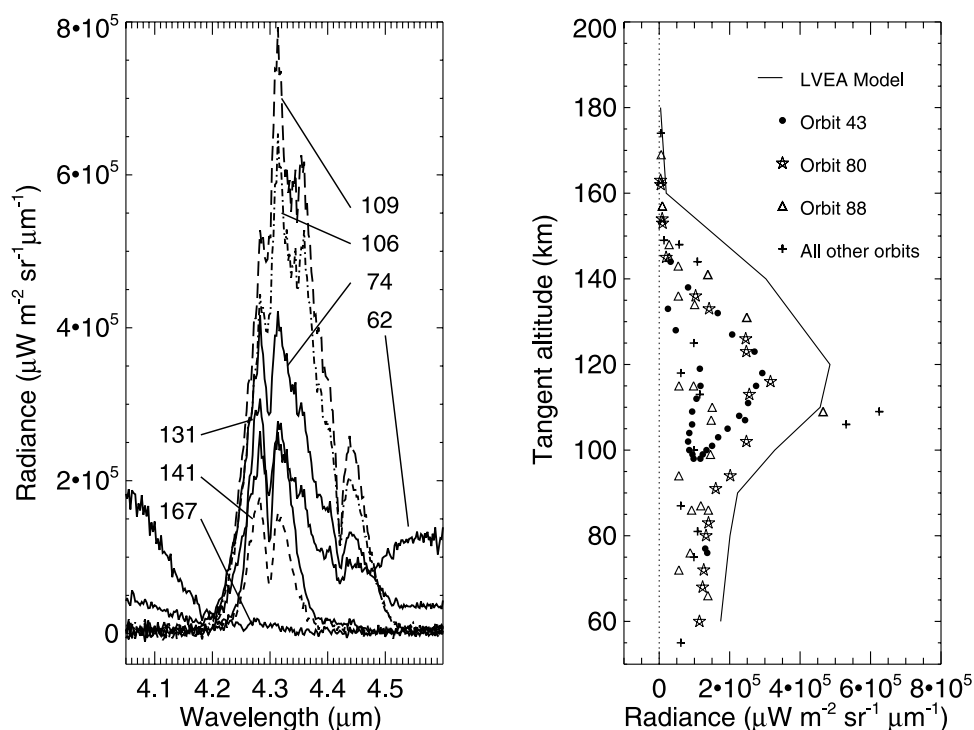 8•10⁵
6•10⁵
4•10⁵
2•10⁵
0
Radiance (μW m⁻² sr⁻¹μm⁻¹)
109
106
74
62
131
141
167
4.1 4.2 4.3 4.4 4.5
Wavelength (μm)
200
180
160
140
120
100
80
60
Tangent altitude (km)
LVEA Model
Orbit 43
Orbit 80
Orbit 88
All other orbits
0 2•10⁵ 4•10⁵ 6•10⁵ 8•10⁵
Radiance (μW m⁻² sr⁻¹ μm⁻¹)